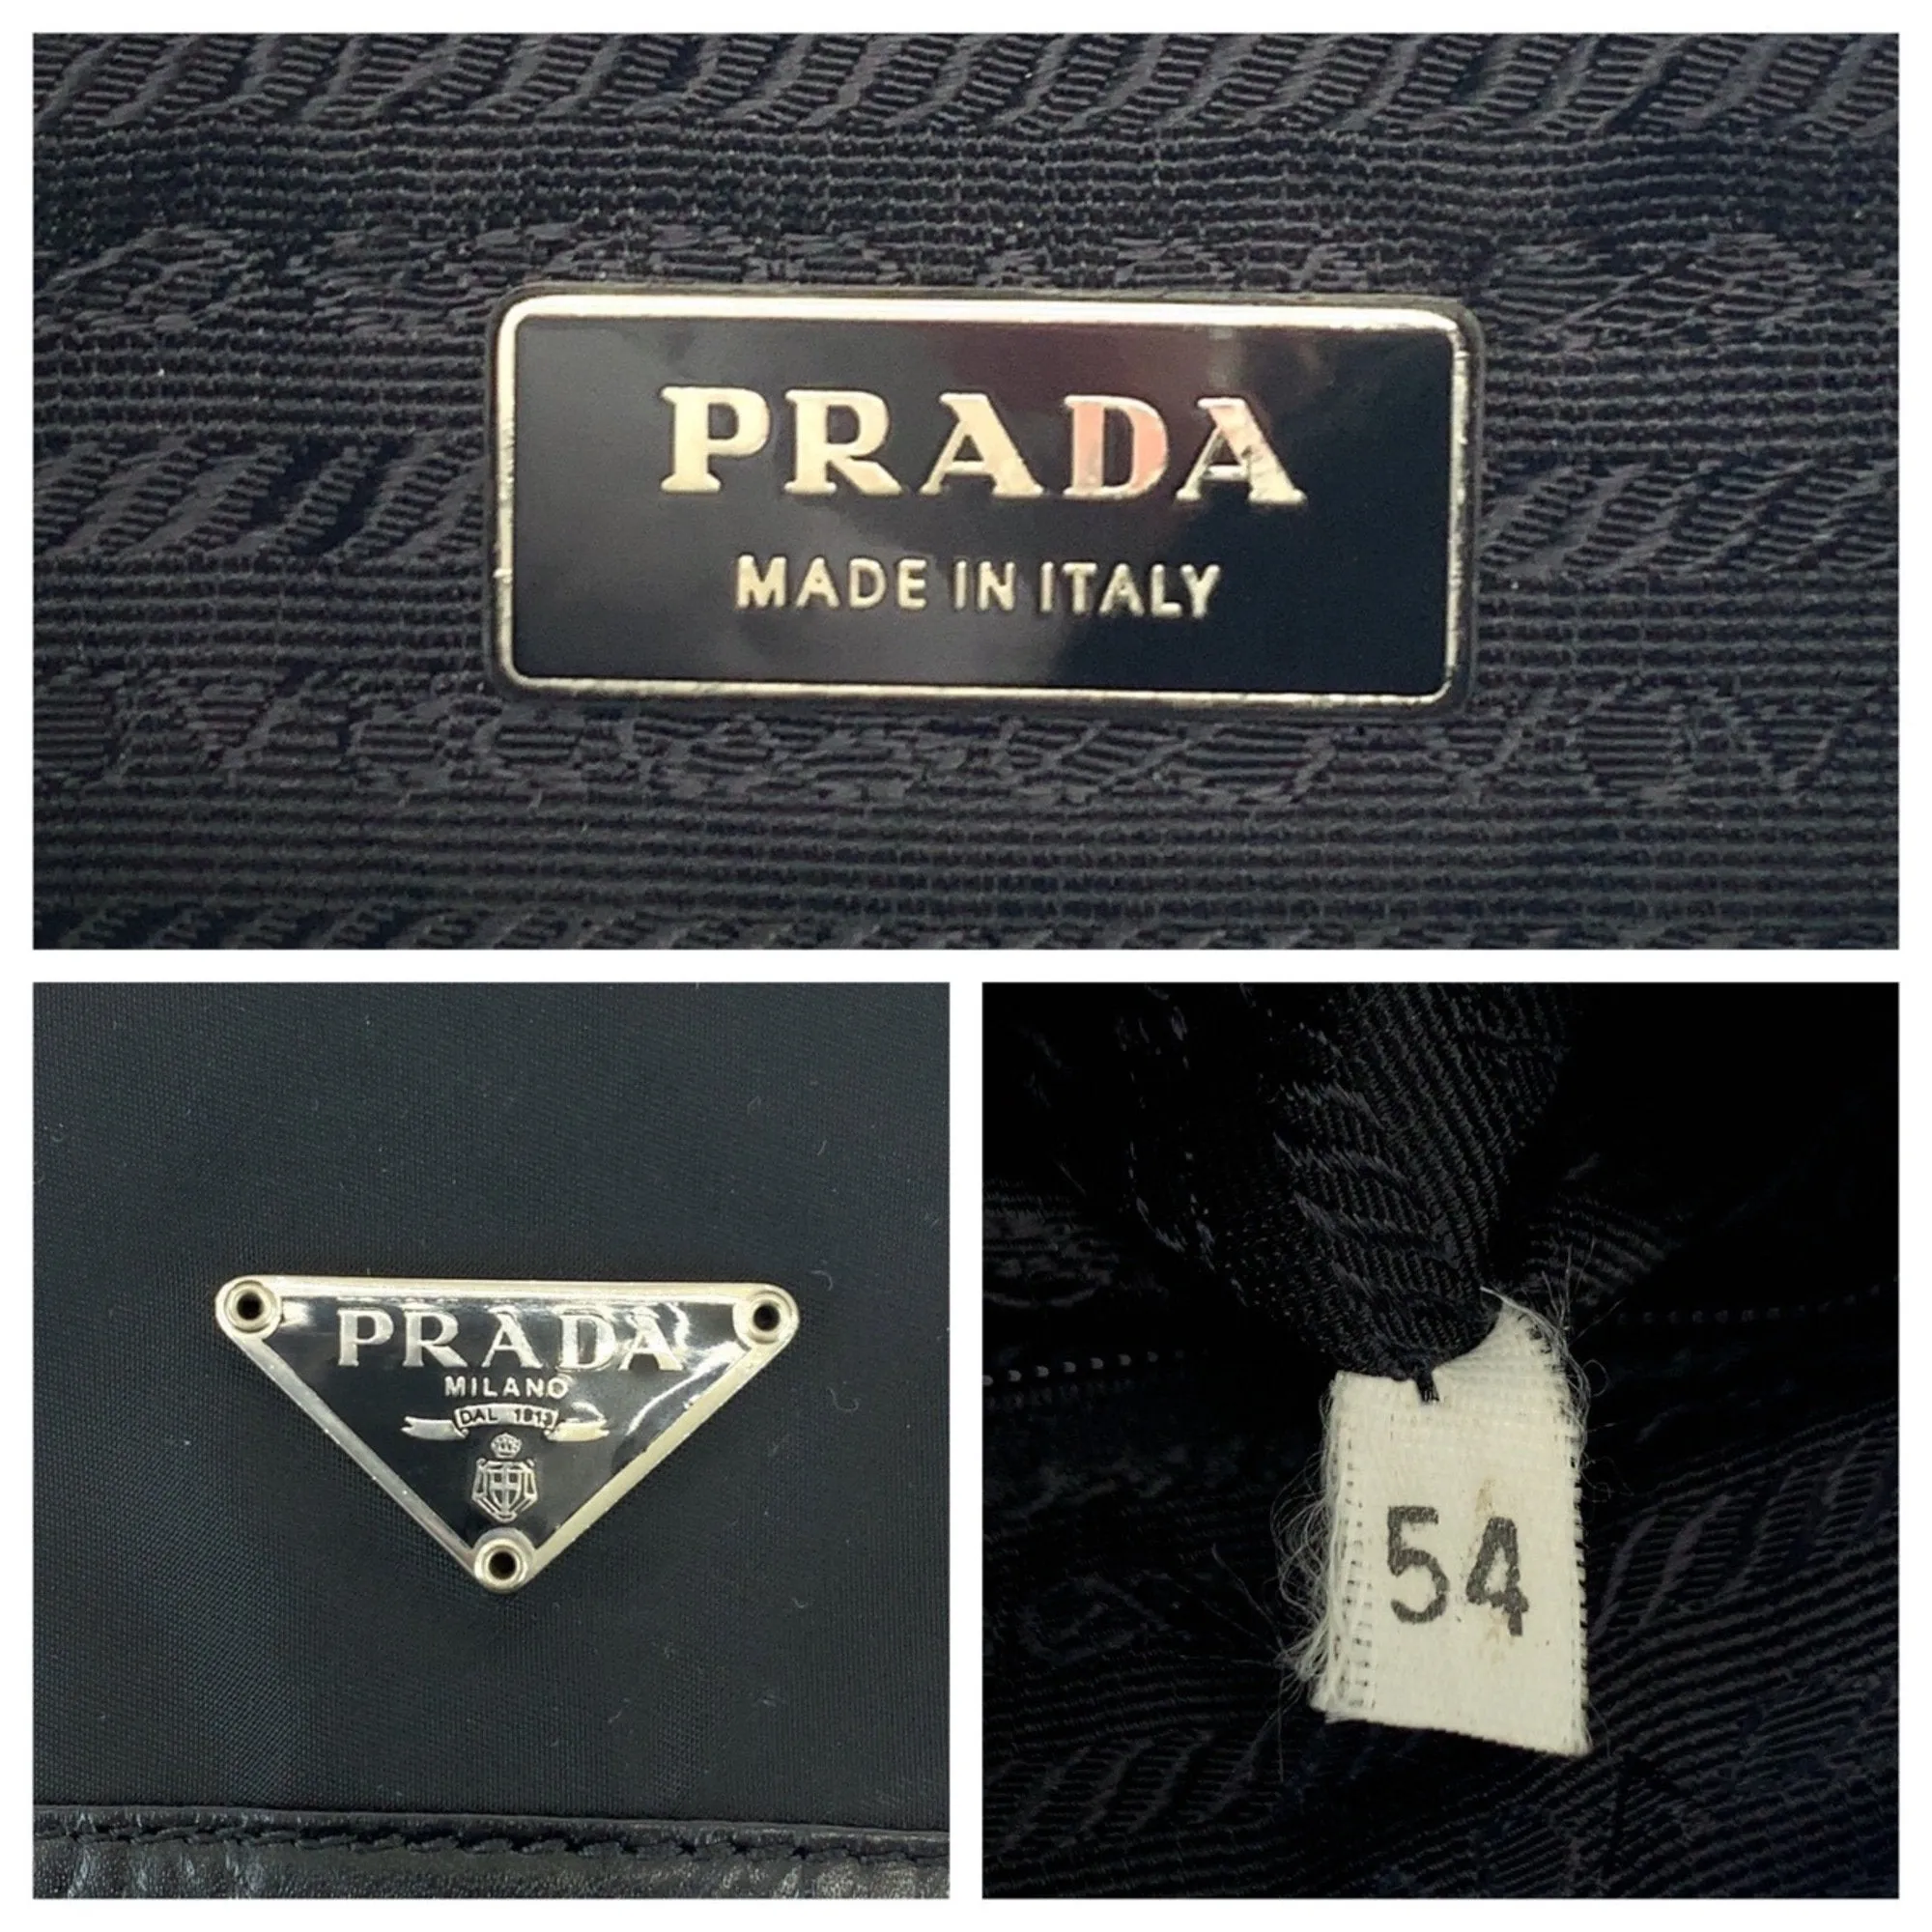 PRADA
MADE IN ITALY
PRADA
MILANO
DAL 1913
54